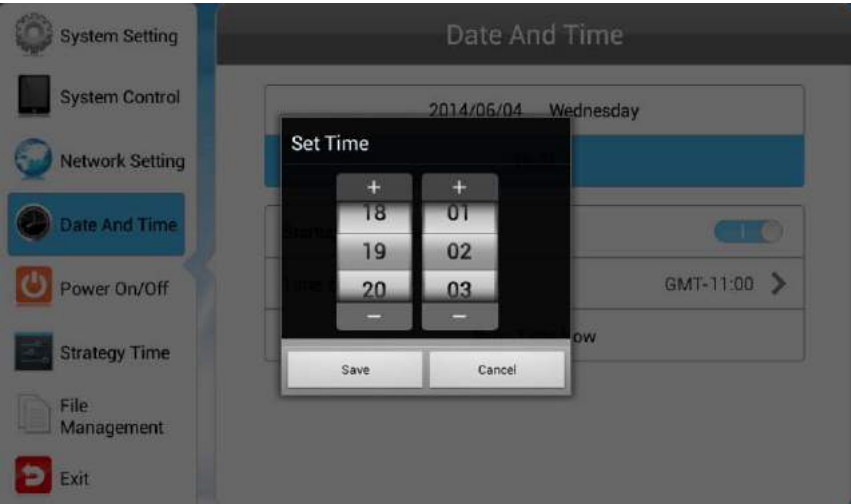 System Setting
System Control
Network Setting
Date And Time
Power On/Off
Strategy Time
File
Management
Exit
Date And Time
2014/06/04 Wednesday
Set Time
+ +
18 01
19 02
20 03
− −
Save Cancel
GMT-11:00